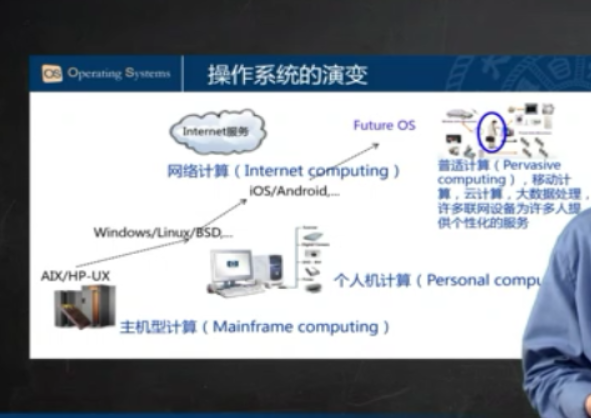 OS Operating Systems
操作系统的演变
Internet服务
Future OS
网络计算（Internet computing）
iOS/Android,...
普适计算（Pervasive
computing），移动计
算，云计算，大数据处理，
许多联网设备为许多人提
供个性化的服务
Windows/Linux/BSD,...
AIX/HP-UX
个人机计算（Personal compu
主机型计算（Mainframe computing）